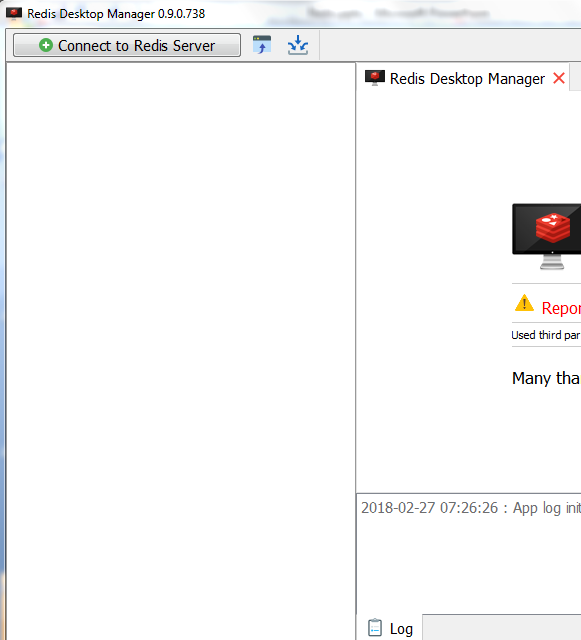 Redis Desktop Manager 0.9.0.738
Connect to Redis Server
Redis Desktop Manager
Repor
Used third par
Many tha
2018-02-27 07:26:26 : App log init
Log